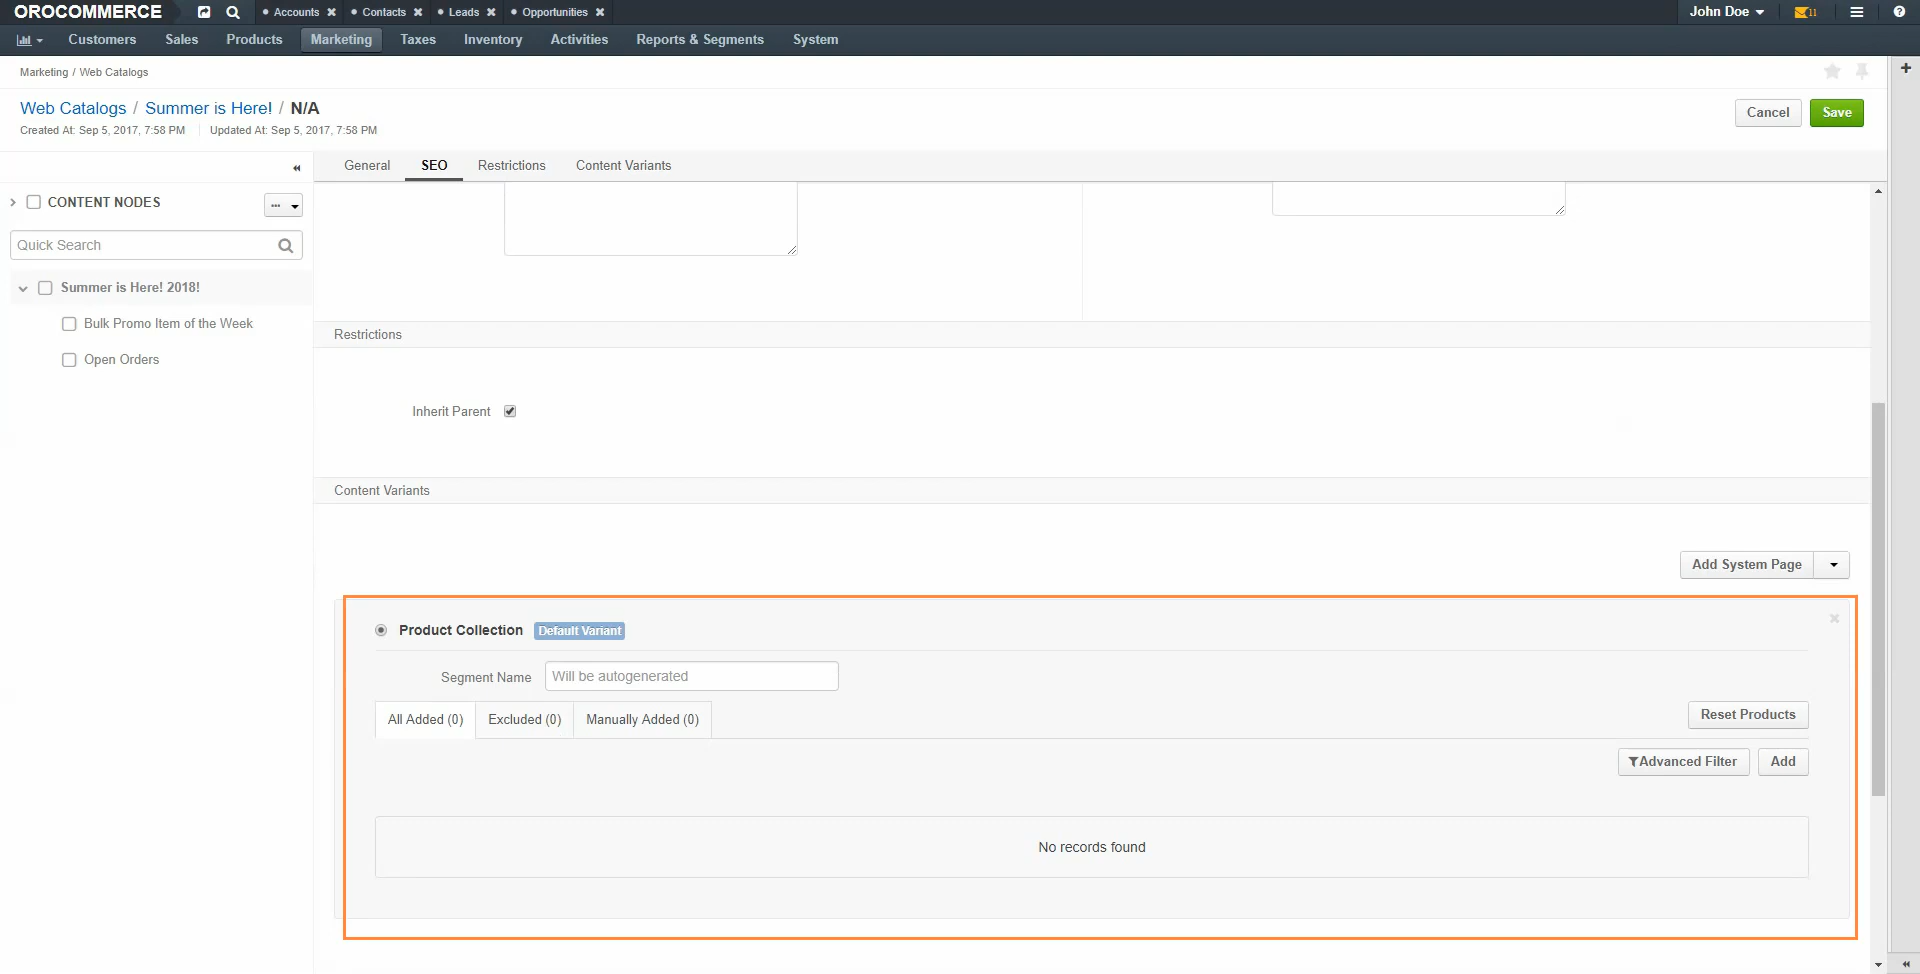 OROCOMMERCE
Accounts
Contacts
Leads
Opportunities
John Doe
11
Customers
Sales
Products
Marketing
Taxes
Inventory
Activities
Reports & Segments
System
Marketing / Web Catalogs
Web Catalogs / Summer is Here! / N/A
Created At: Sep 5, 2017, 7:58 PM
Updated At: Sep 5, 2017, 7:58 PM
Cancel
Save
General
SEO
Restrictions
Content Variants
CONTENT NODES
...
Quick Search
Summer is Here! 2018!
Bulk Promo Item of the Week
Open Orders
Restrictions
Inherit Parent
Content Variants
Add System Page
Product Collection
Default Variant
Segment Name
Will be autogenerated
All Added (0)
Excluded (0)
Manually Added (0)
Reset Products
Advanced Filter
Add
No records found